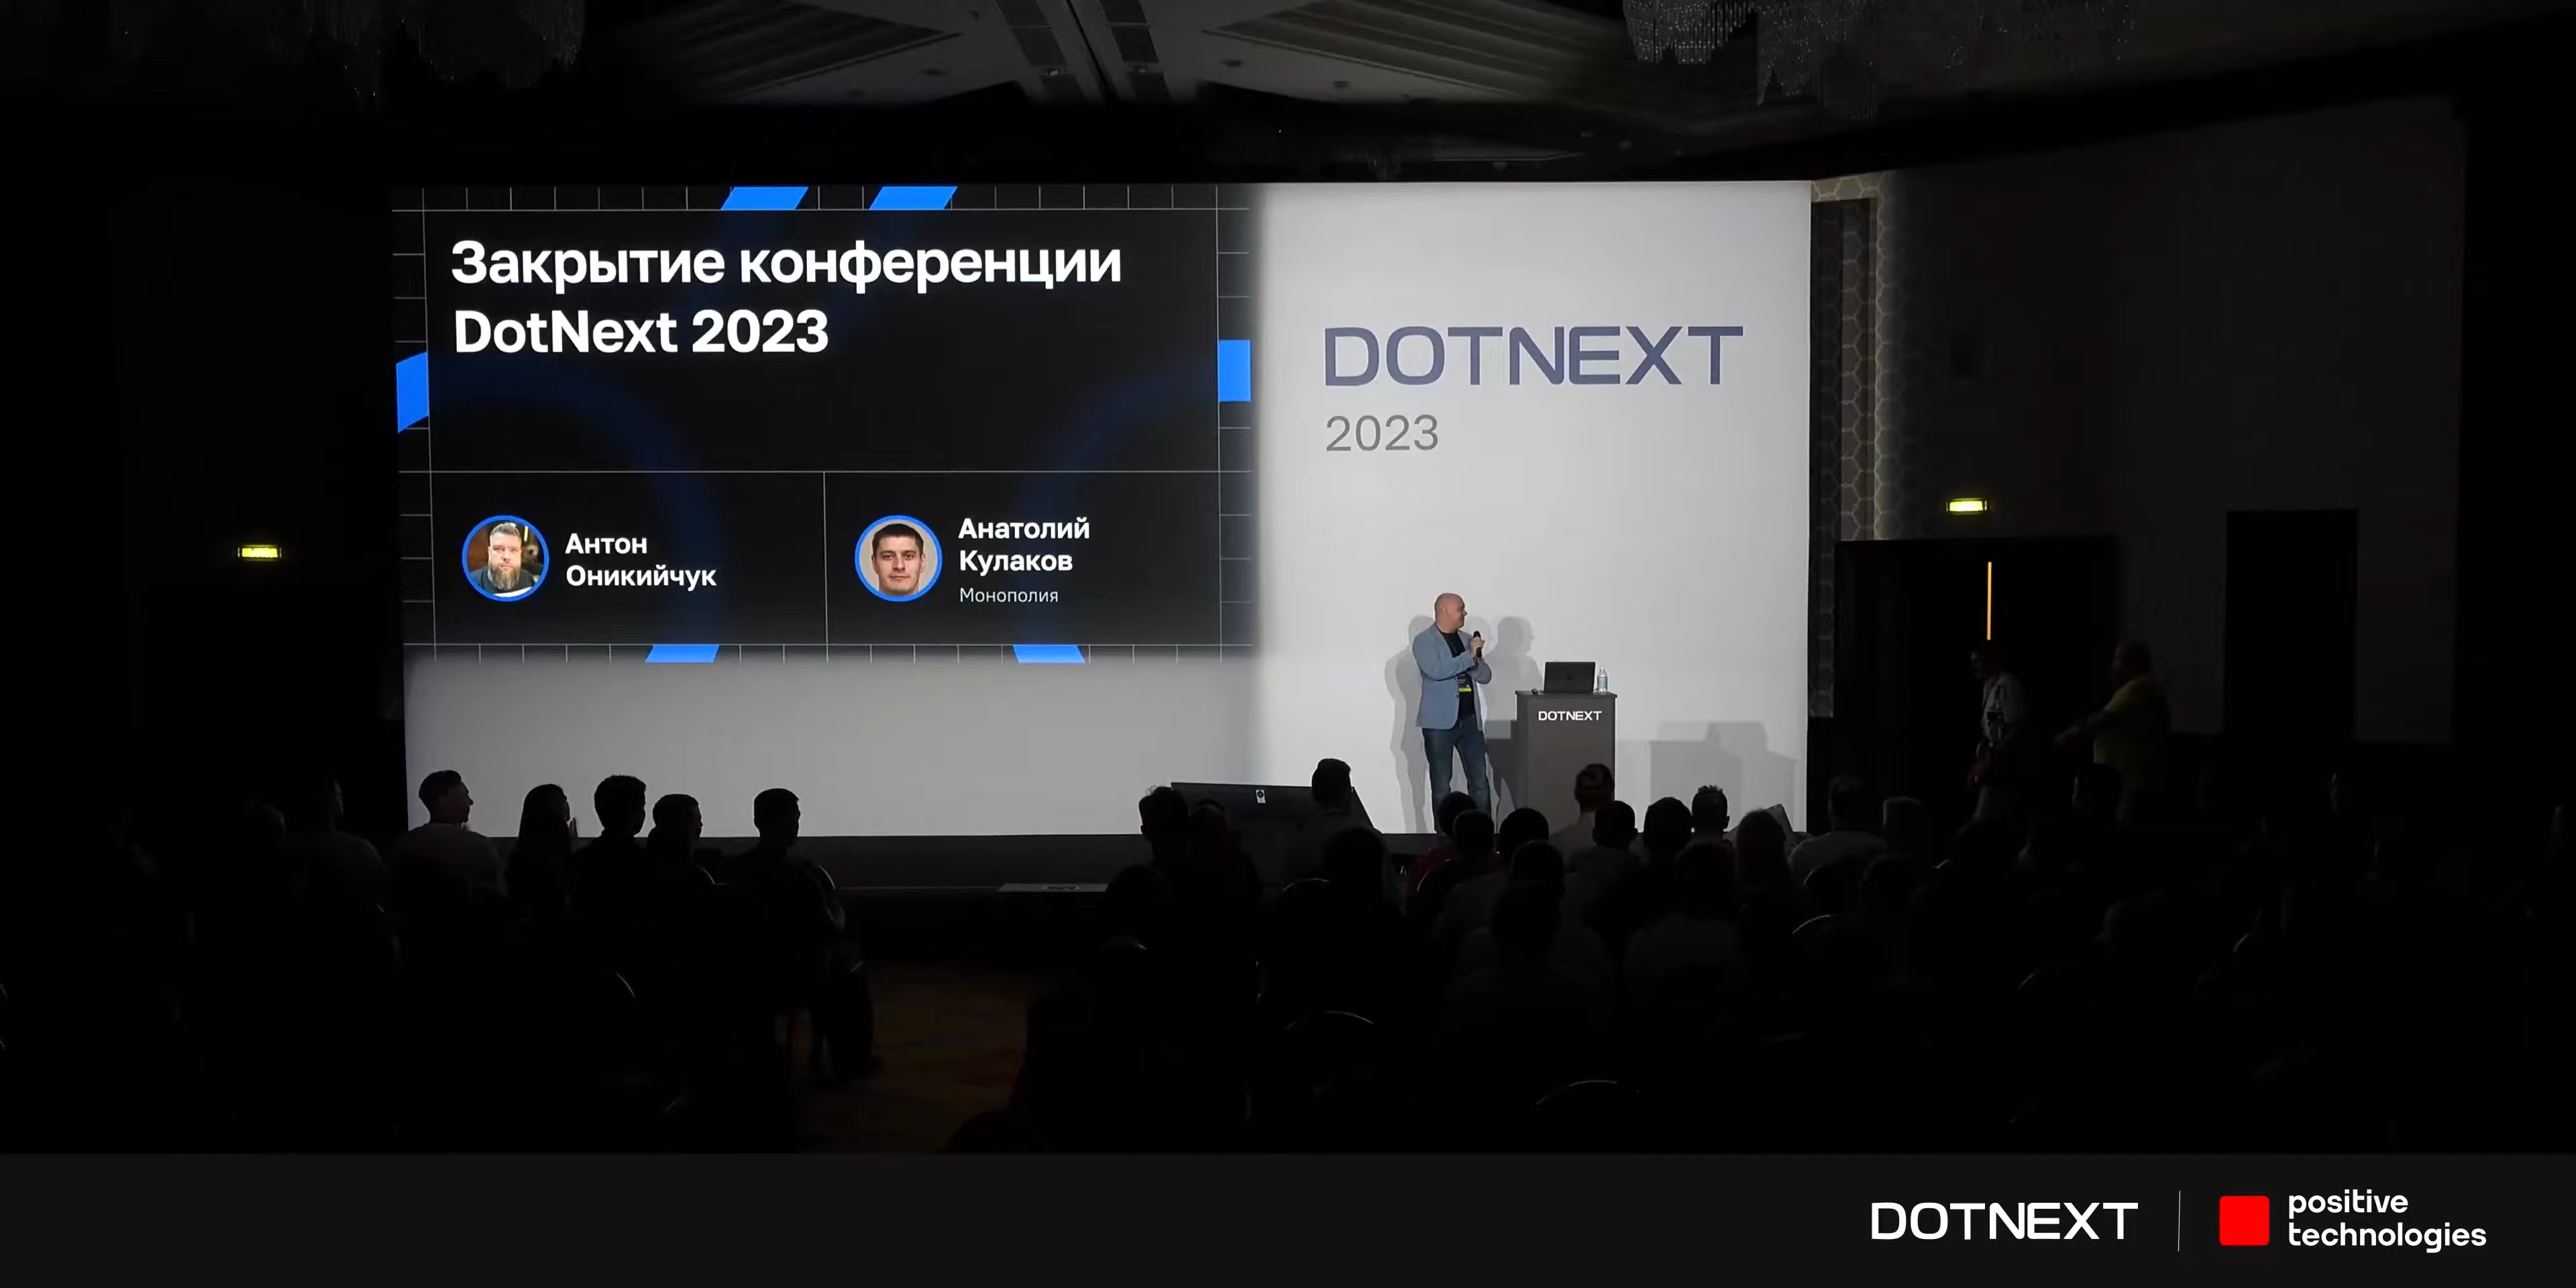 Закрытие конференции
DotNext 2023
Антон
Оникийчук
Анатолий
Кулаков
Монополия
DOTNEXT
2023
DOTNEXT
DOTNEXT
positive
technologies